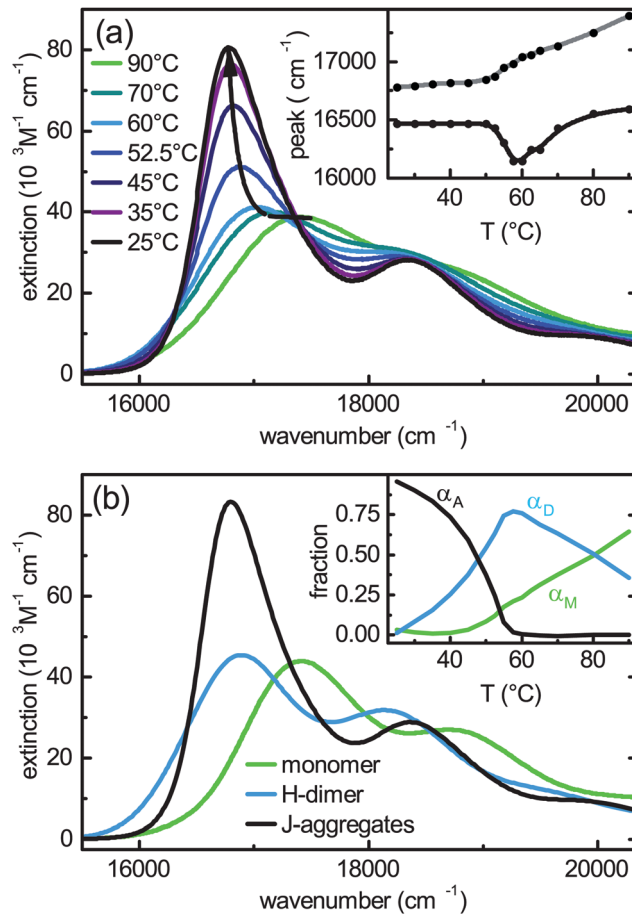 (a)
90°C
70°C
60°C
52.5°C
45°C
35°C
25°C
80
60
40
20
0
extinction (10 ³M⁻¹ cm⁻¹)
16000
18000
20000
wavenumber (cm ⁻¹)
17000
16500
16000
peak ( cm ⁻¹)
40
60
80
T (°C)
(b)
80
60
40
20
0
extinction (10 ³M⁻¹ cm⁻¹)
monomer
H-dimer
J-aggregates
16000
18000
20000
wavenumber (cm ⁻¹)
0.75
0.50
0.25
0.00
fraction
α_A
α_D
α_M
40
60
80
T (°C)